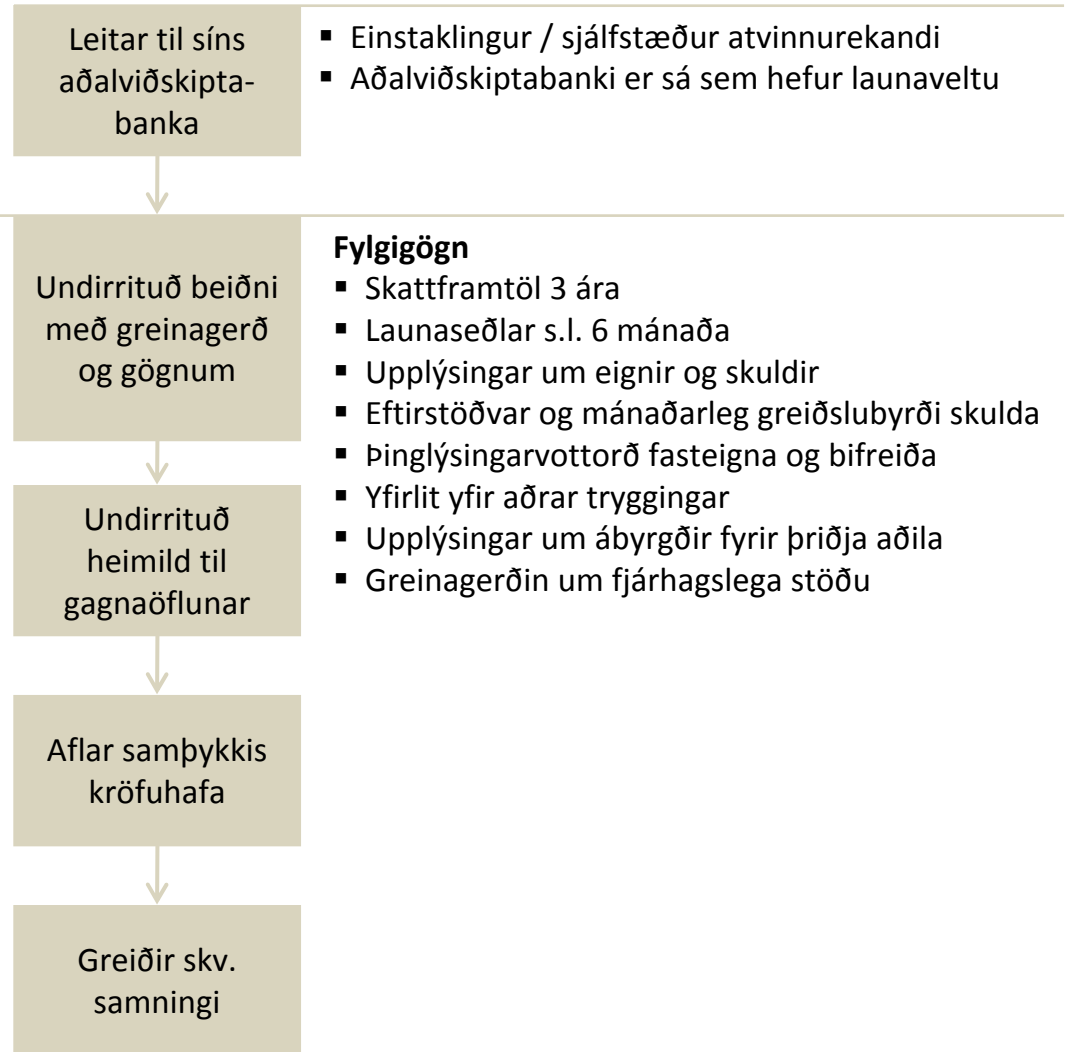 Leitar til síns
aðalviðskipta-
banka
▪ Einstaklingur / sjálfstæður atvinnurekandi
▪ Aðalviðskiptabanki er sá sem hefur launaveltu
Undirrituð beiðni
með greinagerð
og gögnum
Fylgigögn
▪ Skattframtöl 3 ára
▪ Launaseðlar s.l. 6 mánaða
▪ Upplýsingar um eignir og skuldir
▪ Eftirstöðvar og mánaðarleg greiðslubyrði skulda
▪ Þinglýsingarvottorð fasteigna og bifreiða
▪ Yfirlit yfir aðrar tryggingar
▪ Upplýsingar um ábyrgðir fyrir þriðja aðila
▪ Greinagerðin um fjárhagslega stöðu
Undirrituð
heimild til
gagnaöflunar
Aflar samþykkis
kröfuhafa
Greiðir skv.
samningi